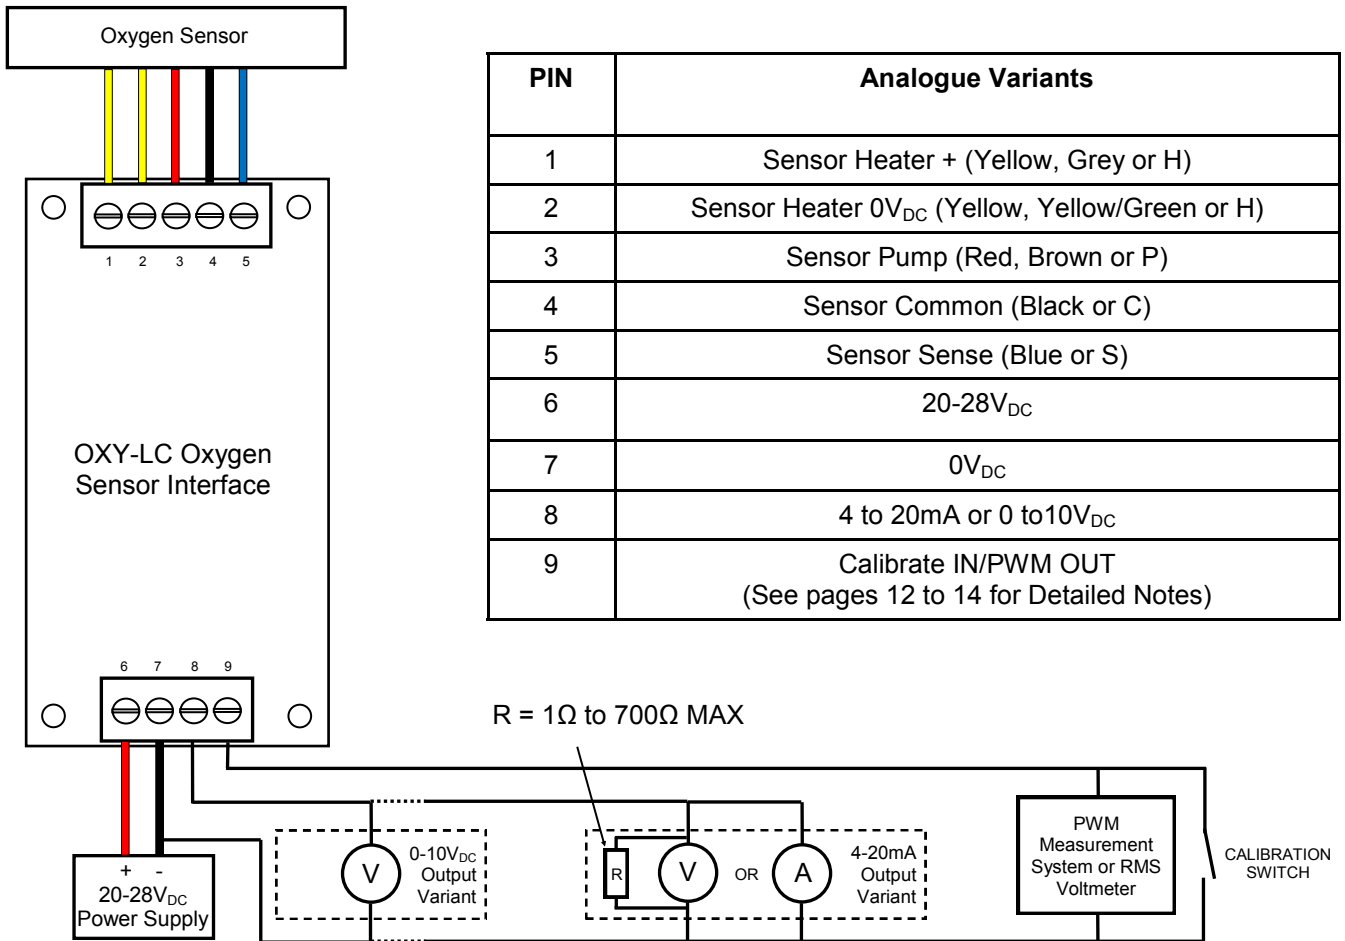 Oxygen Sensor
1 2 3 4 5
OXY-LC Oxygen
Sensor Interface
6 7 8 9
PIN Analogue Variants
1 Sensor Heater + (Yellow, Grey or H)
2 Sensor Heater 0VDC (Yellow, Yellow/Green or H)
3 Sensor Pump (Red, Brown or P)
4 Sensor Common (Black or C)
5 Sensor Sense (Blue or S)
6 20-28VDC
7 0VDC
8 4 to 20mA or 0 to10VDC
9 Calibrate IN/PWM OUT
(See pages 12 to 14 for Detailed Notes)
R = 1Ω to 700Ω MAX
+ -
20-28VDC
Power Supply
V
0-10VDC
Output
Variant
R
V
OR
A
4-20mA
Output
Variant
PWM
Measurement
System or RMS
Voltmeter
CALIBRATION
SWITCH